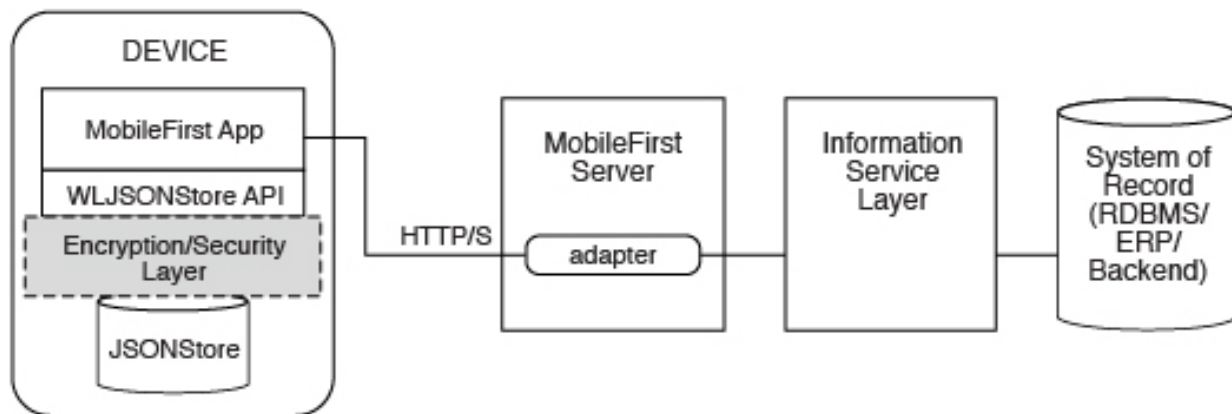 DEVICE
MobileFirst App
WLJSONStore API
Encryption/Security
Layer
JSONStore
HTTP/S
MobileFirst
Server
adapter
Information
Service
Layer
System of
Record
(RDBMS/
ERP/
Backend)